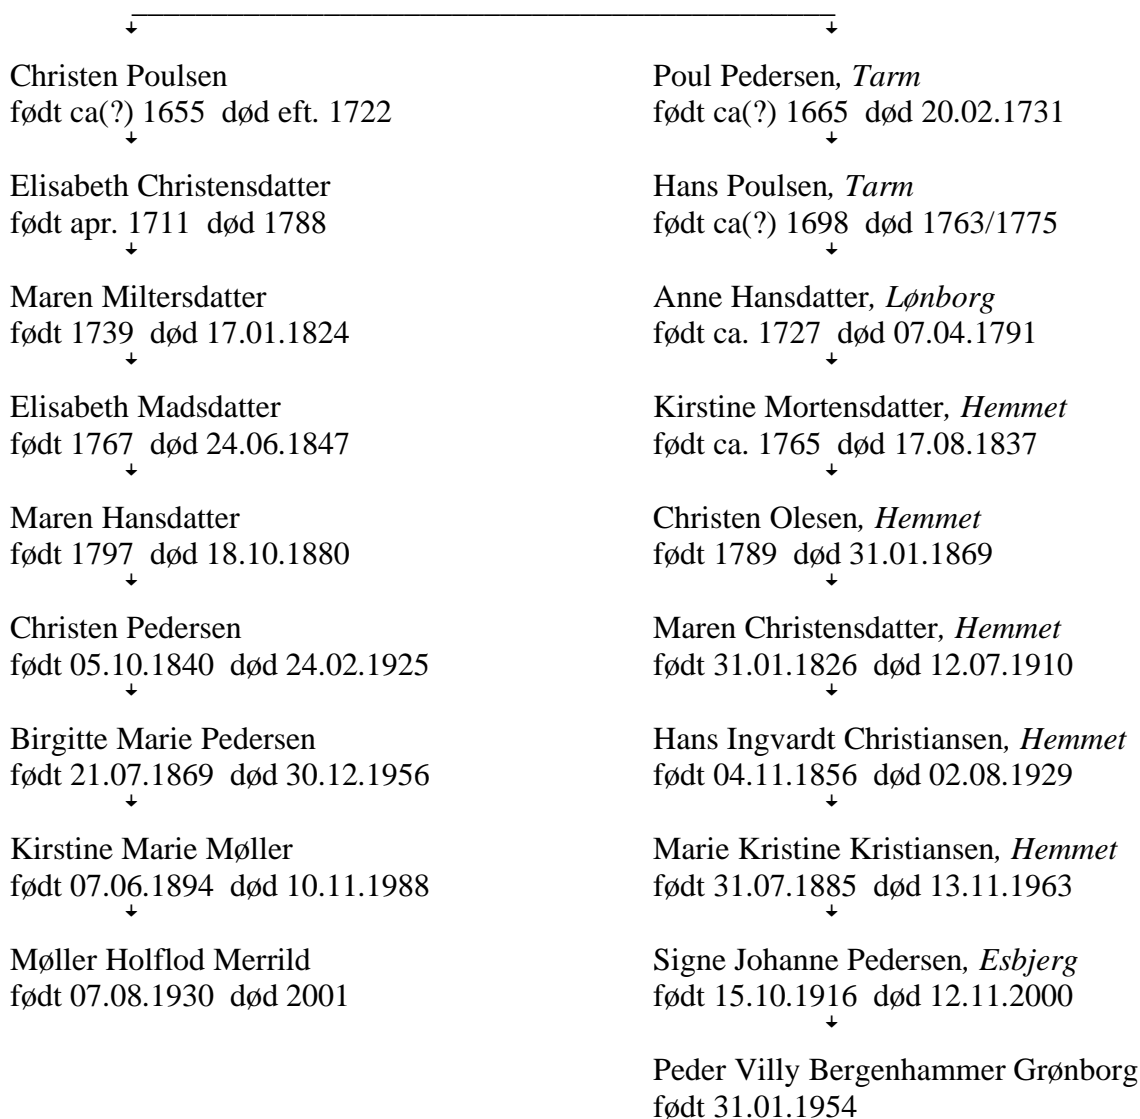 Christen Poulsen
født ca(?) 1655 død eft. 1722
Elisabeth Christensdatter
født apr. 1711 død 1788
Maren Miltersdatter
født 1739 død 17.01.1824
Elisabeth Madsdatter
født 1767 død 24.06.1847
Maren Hansdatter
født 1797 død 18.10.1880
Christen Pedersen
født 05.10.1840 død 24.02.1925
Birgitte Marie Pedersen
født 21.07.1869 død 30.12.1956
Kirstine Marie Møller
født 07.06.1894 død 10.11.1988
Møller Holflod Merrild
født 07.08.1930 død 2001
Poul Pedersen, Tarm
født ca(?) 1665 død 20.02.1731
Hans Poulsen, Tarm
født ca(?) 1698 død 1763/1775
Anne Hansdatter, Lønborg
født ca. 1727 død 07.04.1791
Kirstine Mortensdatter, Hemmet
født ca. 1765 død 17.08.1837
Christen Olesen, Hemmet
født 1789 død 31.01.1869
Maren Christensdatter, Hemmet
født 31.01.1826 død 12.07.1910
Hans Ingvardt Christiansen, Hemmet
født 04.11.1856 død 02.08.1929
Marie Kristine Kristiansen, Hemmet
født 31.07.1885 død 13.11.1963
Signe Johanne Pedersen, Esbjerg
født 15.10.1916 død 12.11.2000
Peder Villy Bergenhammer Grønborg
født 31.01.1954